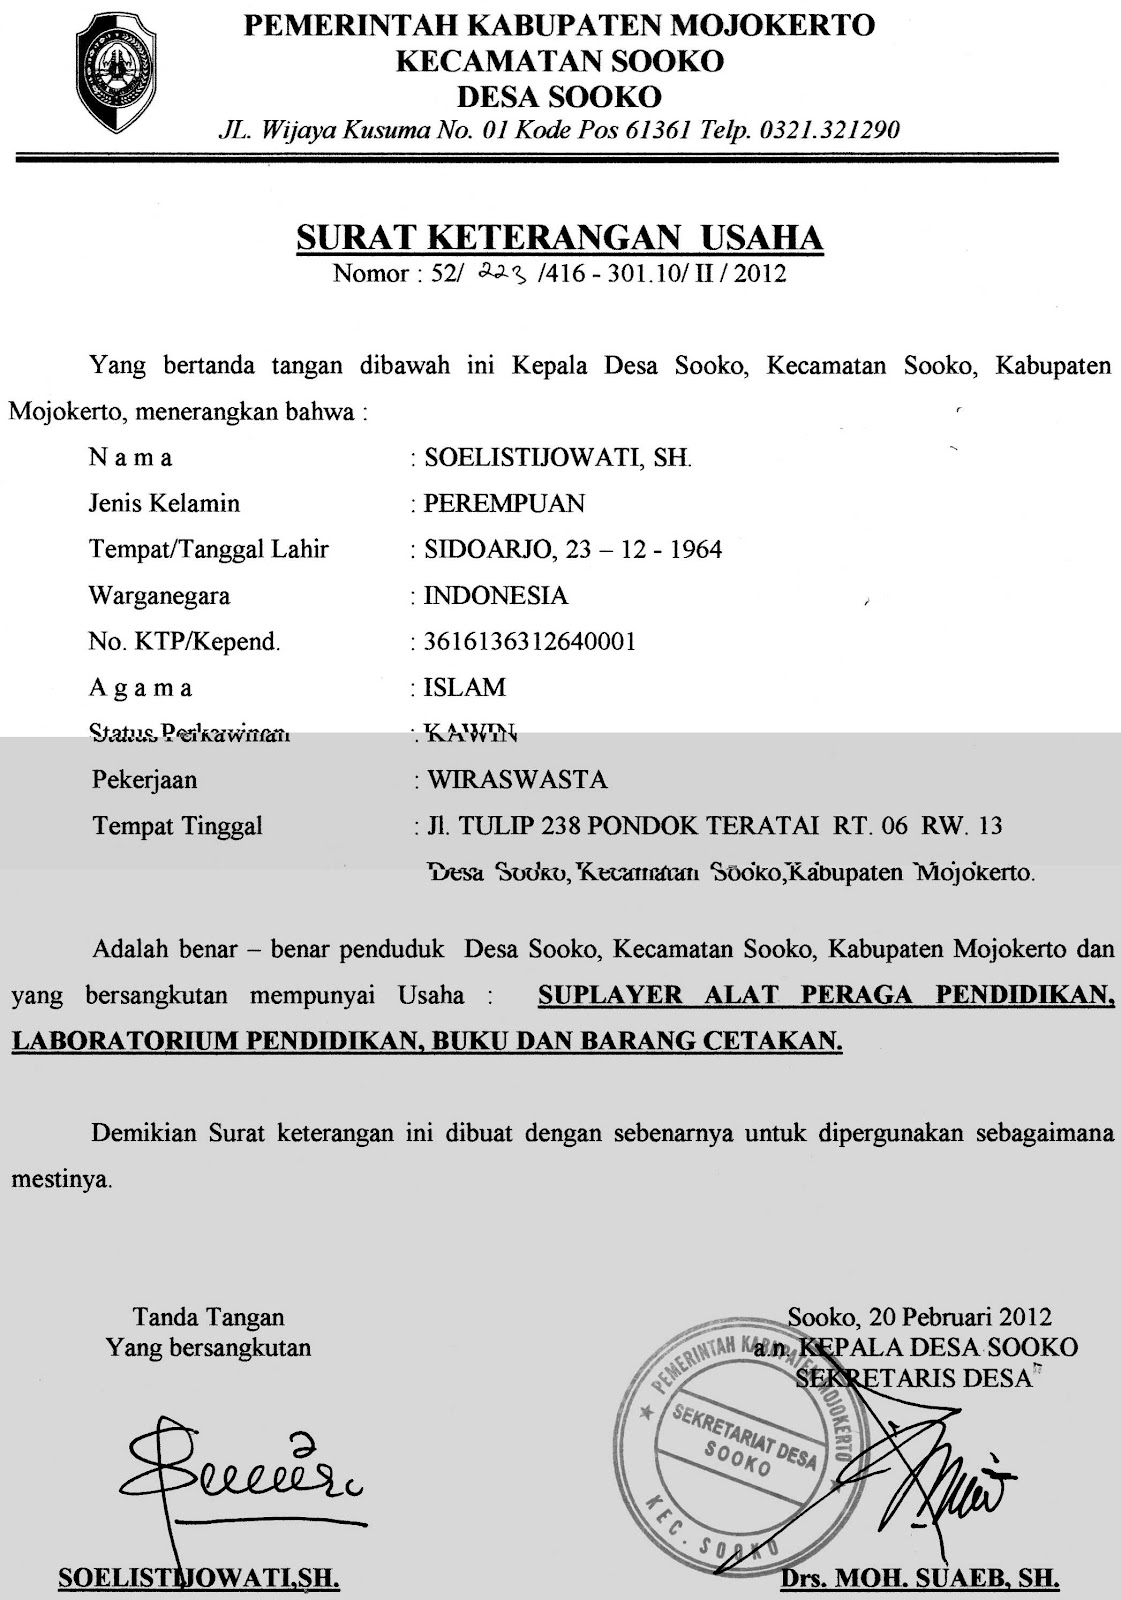 PEMERINTAH KABUPATEN MOJOKERTO
KECAMATAN SOOKO
DESA SOOKO
JL. Wijaya Kusuma No. 01 Kode Pos 61361 Telp. 0321.321290
SURAT KETERANGAN USAHA
Nomor : 52/ 223 /416 - 301.10/ II / 2012
Yang bertanda tangan dibawah ini Kepala Desa Sooko, Kecamatan Sooko, Kabupaten
Mojokerto, menerangkan bahwa :
N a m a : SOELISTIJOWATI, SH.
Jenis Kelamin : PEREMPUAN
Tempat/Tanggal Lahir : SIDOARJO, 23 – 12 - 1964
Warganegara : INDONESIA
No. KTP/Kepend. : 3616136312640001
A g a m a : ISLAM
Status Perkawinan : KAWIN
Pekerjaan : WIRASWASTA
Tempat Tinggal : Jl. TULIP 238 PONDOK TERATAI RT. 06 RW. 13
Desa Sooko, Kecamatan Sooko,Kabupaten Mojokerto.
Adalah benar – benar penduduk Desa Sooko, Kecamatan Sooko, Kabupaten Mojokerto dan
yang bersangkutan mempunyai Usaha : SUPLAYER ALAT PERAGA PENDIDIKAN,
LABORATORIUM PENDIDIKAN, BUKU DAN BARANG CETAKAN.
Demikian Surat keterangan ini dibuat dengan sebenarnya untuk dipergunakan sebagaimana
mestinya.
Tanda Tangan
Yang bersangkutan
SOELISTIJOWATI,SH.
Sooko, 20 Pebruari 2012
a.n. KEPALA DESA SOOKO
SEKRETARIS DESA
PEMERINTAH KABUPATEN MOJOKERTO
SEKRETARIAT DESA
SOOKO
KEC. SOOKO
Drs. MOH. SUAEB, SH.